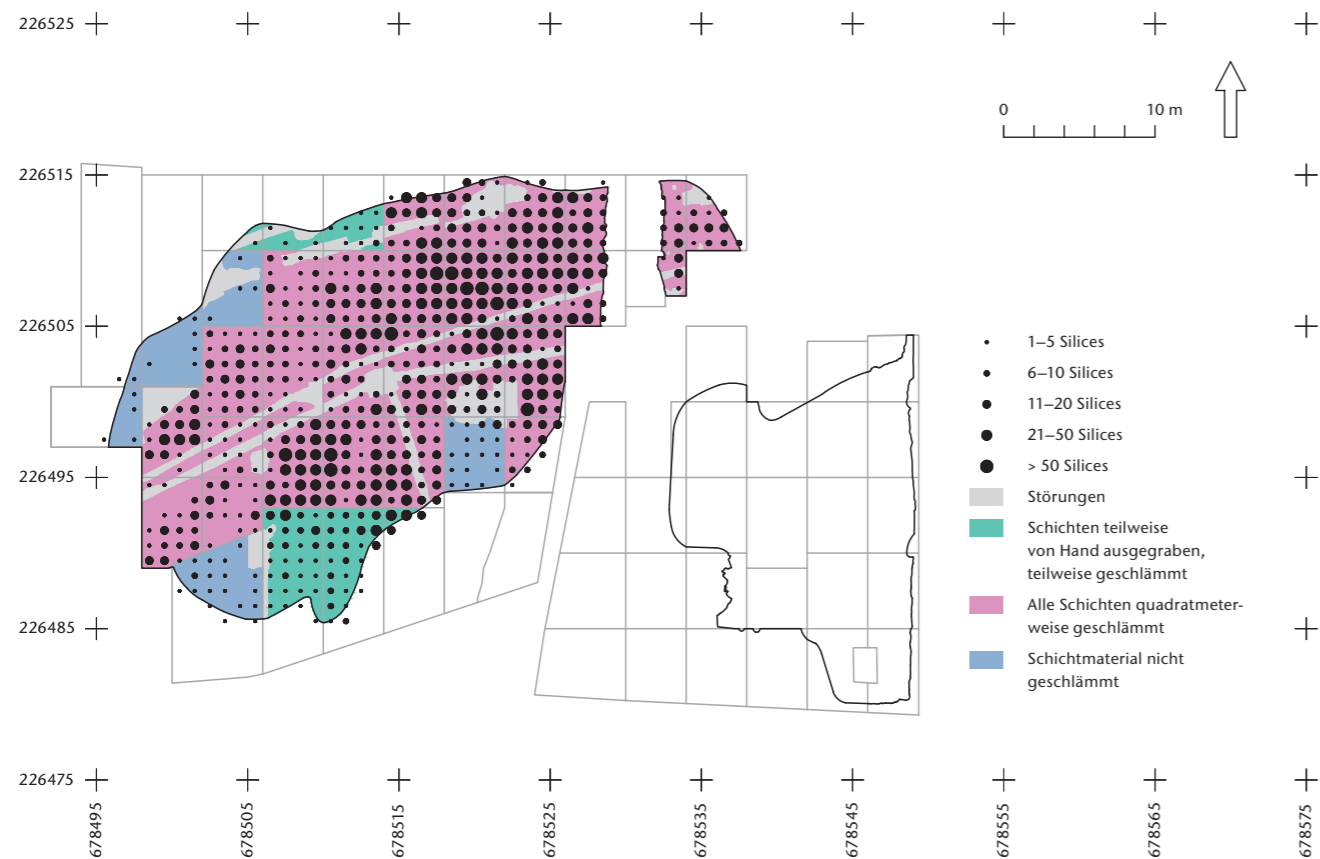 226525
0
10 m
226515
226505
226495
226485
226475
1–5 Silices
6–10 Silices
11–20 Silices
21–50 Silices
> 50 Silices
Störungen
Schichten teilweise
von Hand ausgegraben,
teilweise geschlämmt
Alle Schichten quadratmeter-
weise geschlämmt
Schichtmaterial nicht
geschlämmt
678495
678505
678515
678525
678535
678545
678555
678565
678575